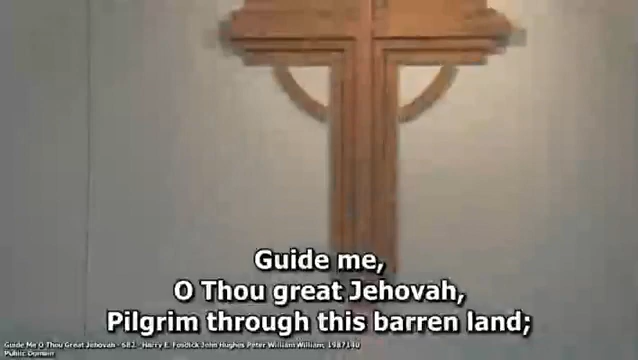 Guide me,
O Thou great Jehovah,
Pilgrim through this barren land;
Guide Me O Thou Great Jehovah - 682 - Harry E. Fosdick John Hughes Peter William William, 1987140
Public Domain